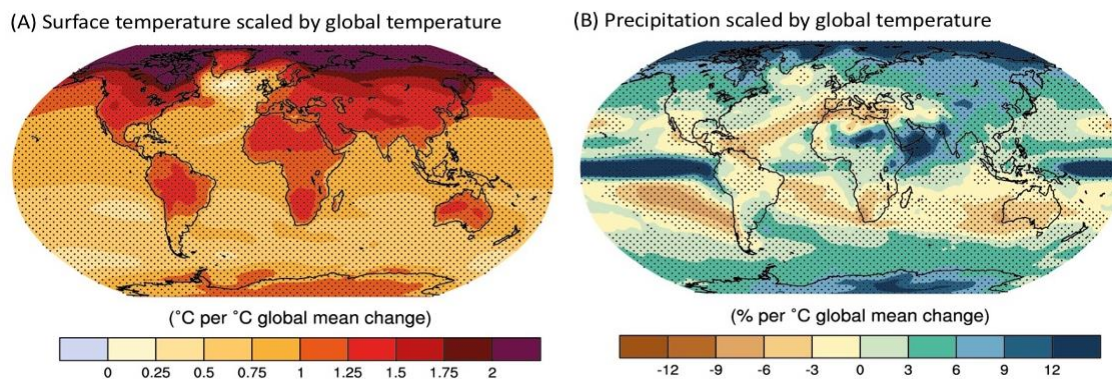 (A) Surface temperature scaled by global temperature
(B) Precipitation scaled by global temperature
(°C per °C global mean change)
0 0.25 0.5 0.75 1 1.25 1.5 1.75 2
(% per °C global mean change)
-12 -9 -6 -3 0 3 6 9 12